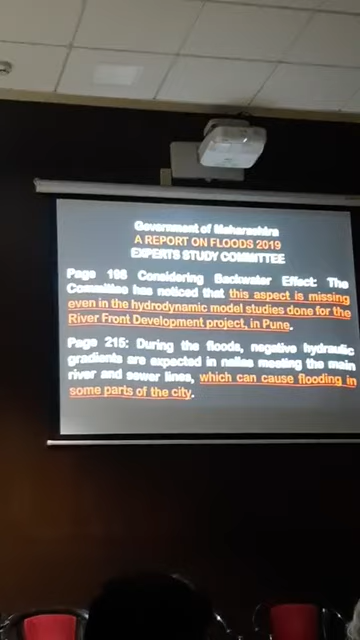 Government of Maharashtra
A REPORT ON FLOODS 2019
EXPERTS STUDY COMMITTEE
Page 198 Considering Backwater Effect: The
Committee has noticed that this aspect is missing
even in the hydrodynamic model studies done for the
River Front Development project, in Pune.
Page 215: During the floods, negative hydraulic
gradients are expected in nallas meeting the main
river and sewer lines, which can cause flooding in
some parts of the city.